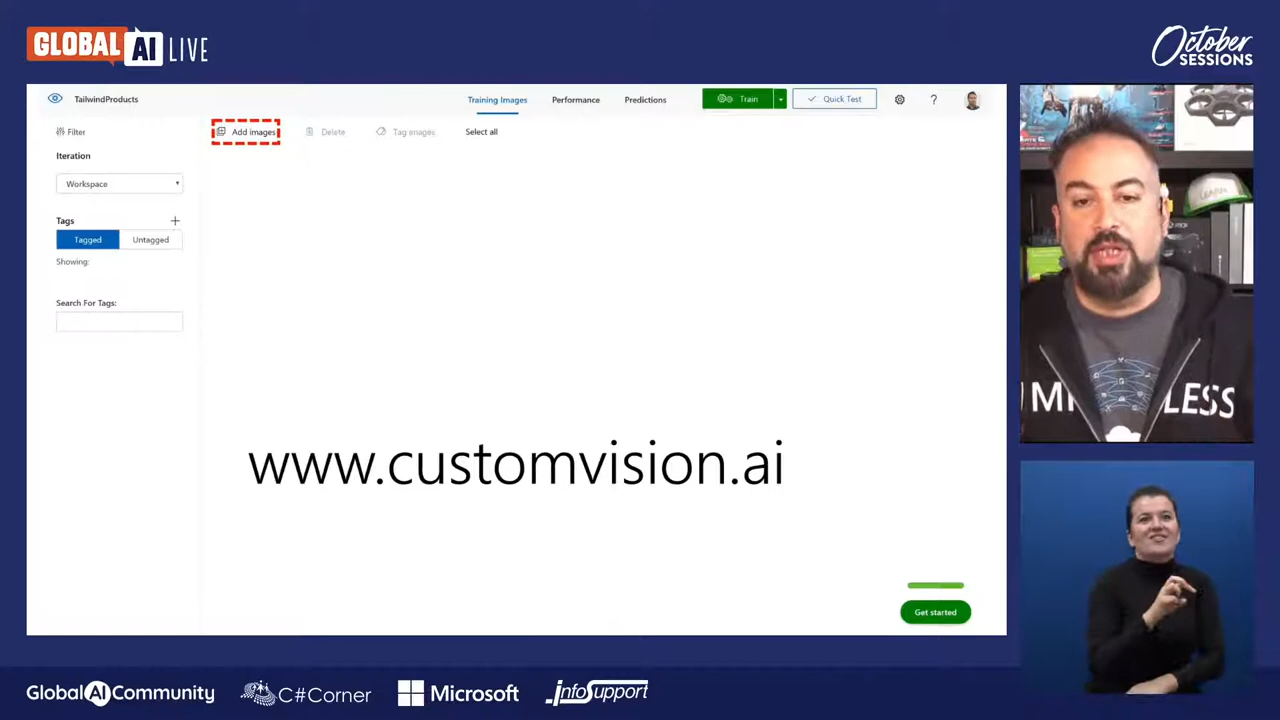 GLOBAL AI LIVE
October
SESSIONS
TailwindProducts
Training Images
Performance
Predictions
Train
Quick Test
?
Filter
Add images
Delete
Tag images
Select all
Iteration
Workspace
Tags
+
Tagged
Untagged
Showing:
Search For Tags:
www.customvision.ai
Get started
LEARN
LESS
Global AI Community
C#Corner
Microsoft
infoSupport